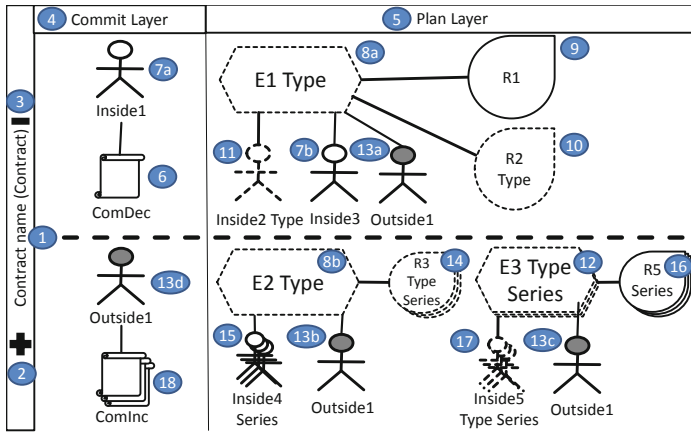 4 Commit Layer
5 Plan Layer
Contract name (Contract)
3
1
2
7a
Inside1
6
ComDec
8a
E1 Type
9
R1
10
R2
Type
11
7b
13a
Inside2 Type
Inside3
Outside1
13d
Outside1
18
ComInc
8b
E2 Type
14
R3
Type
Series
12
E3 Type
Series
16
R5
Series
15
13b
Inside4
Series
Outside1
17
13c
Inside5
Type Series
Outside1